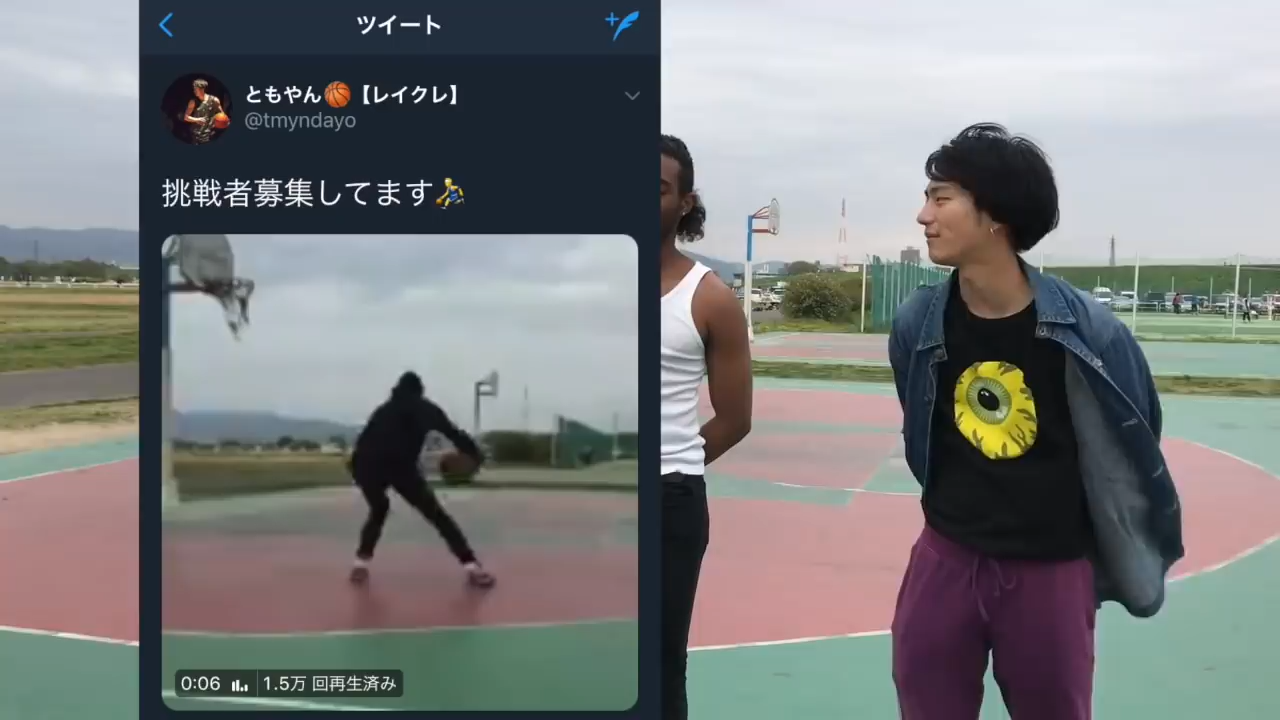 ツイート
ともやん🏀【レイクレ】
@tmyndayo
挑戦者募集してます⛹️
0:06 1.5万 回再生済み